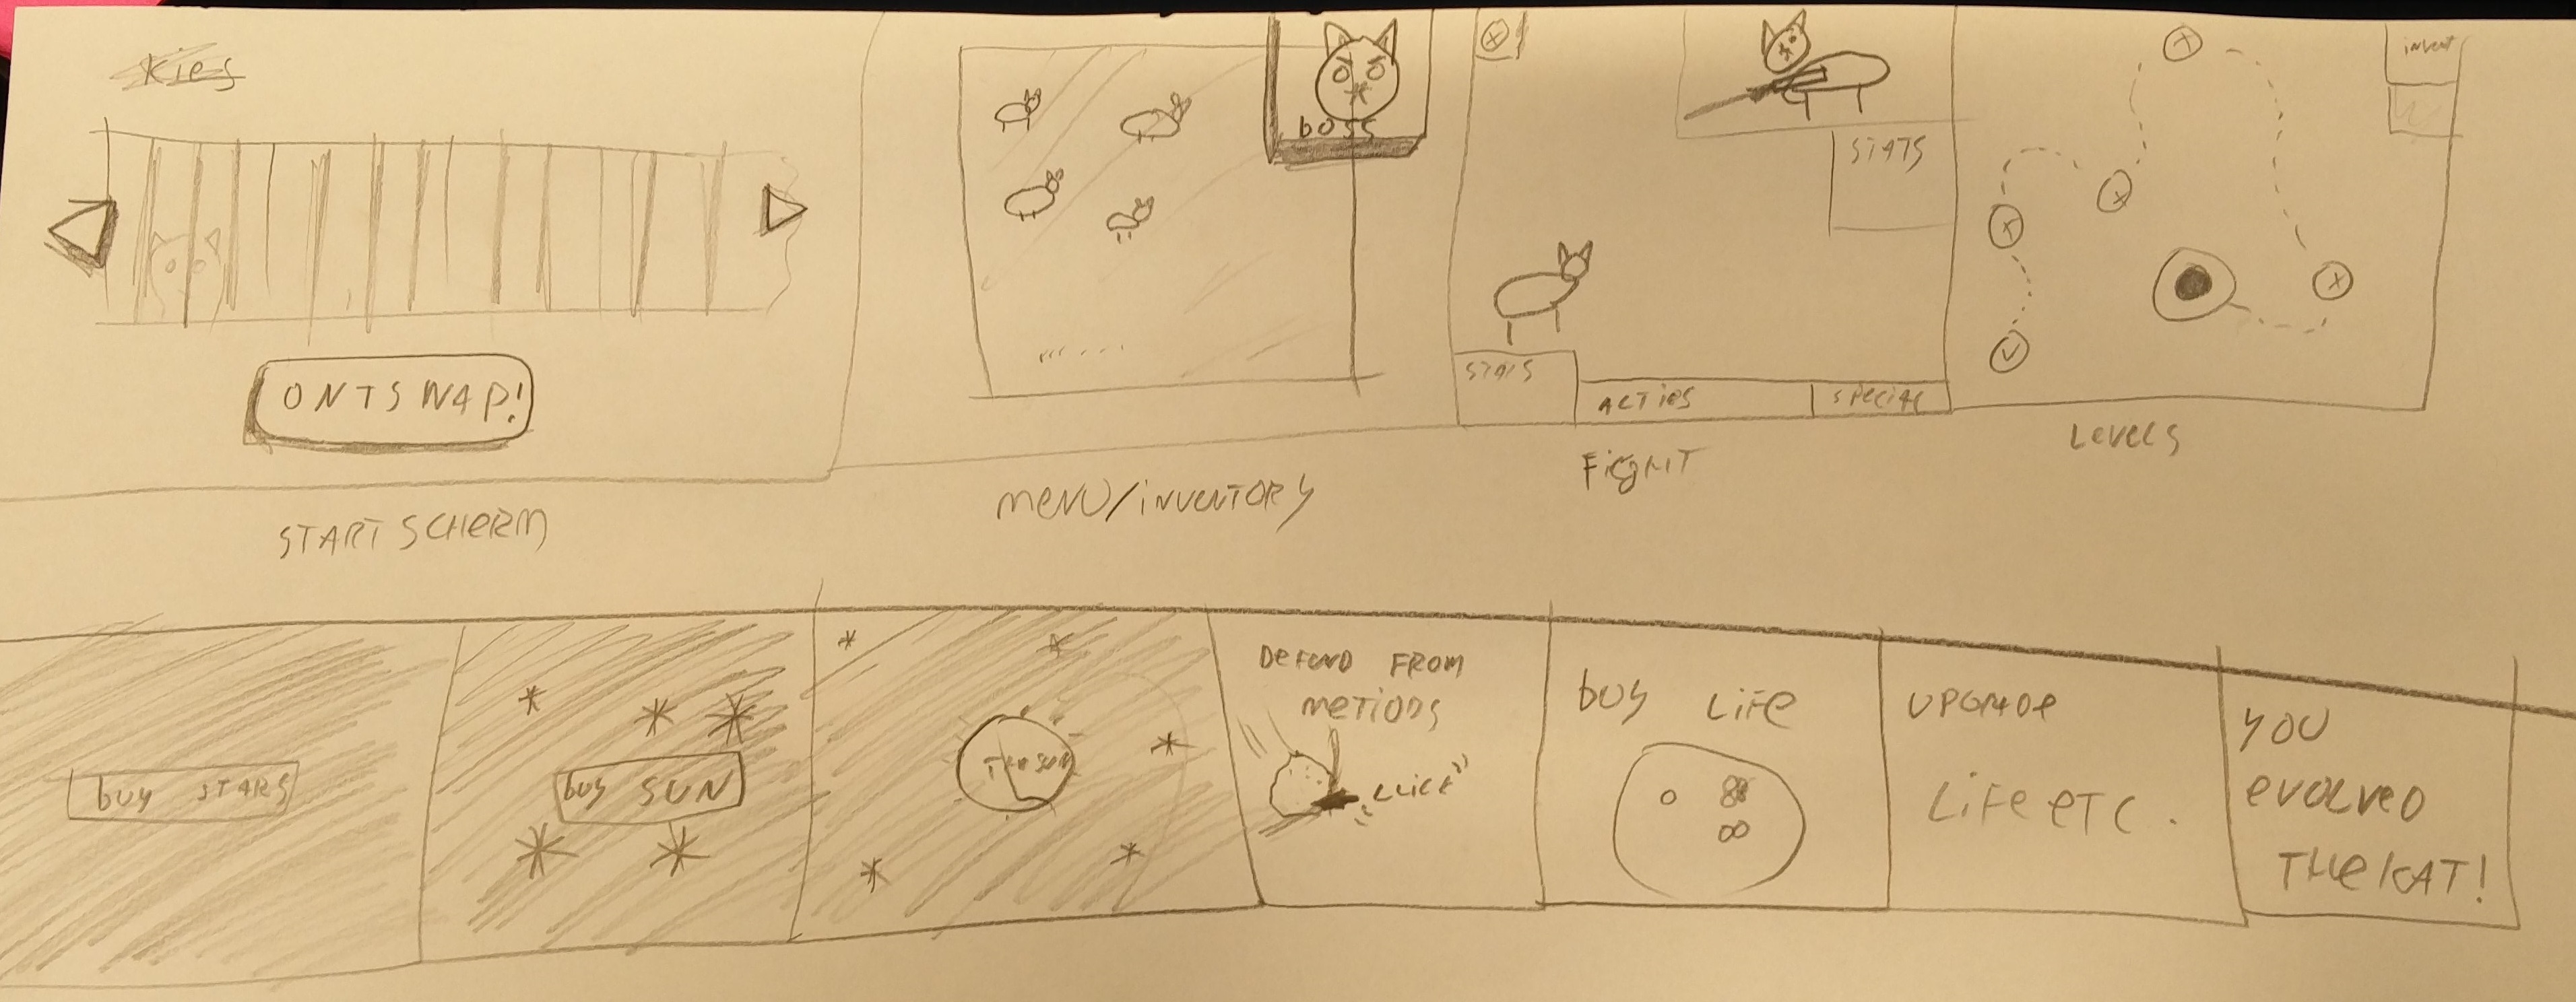 Kies
ONTSNAP!
START SCHERM
boss
MENU/INVENTORY
STATS
STATS
ACTIES
SPECIAL
FIGHT
invent
LEVELS
buy STARS
buy SUN
THE SUN
DEFEND FROM
METIODS
CLICK
buy LIFE
UPGRADE
LIFE ETC.
YOU
EVOLVED
THE KAT!